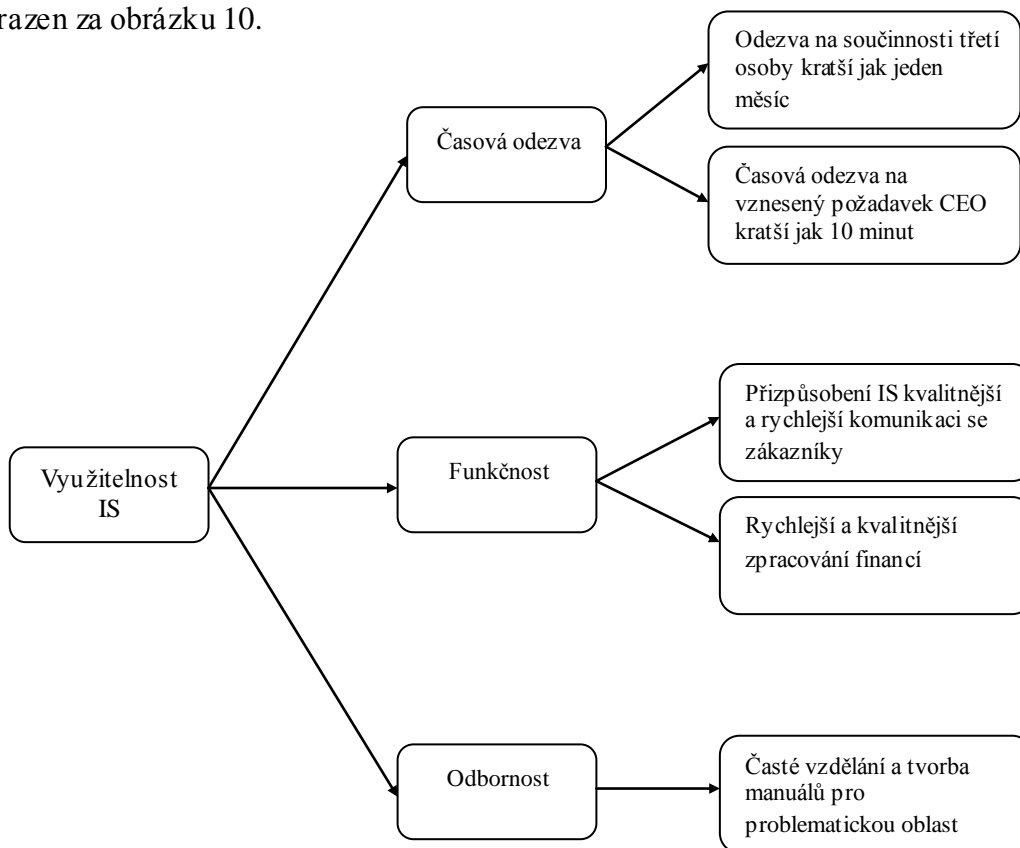 razen za obrázku 10.
Odezva na součinnosti třetí
osoby kratší jak jeden
měsíc
Časová odezva
Časová odezva na
vznesený požadavek CEO
kratší jak 10 minut
Přizpůsobení IS kvalitnější
a rychlejší komunikaci se
zákazníky
Využitelnost
IS
Funkčnost
Rychlejší a kvalitnější
zpracování financí
Odbornost
Časté vzdělání a tvorba
manuálů pro
problematickou oblast